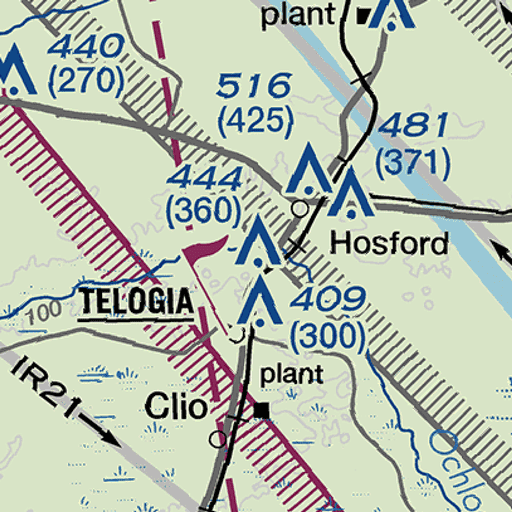 plant
440
(270)
516
(425)
481
(371)
444
(360)
Hosford
TELOGIA
409
(300)
100
plant
IR21
Clio
Ochlo